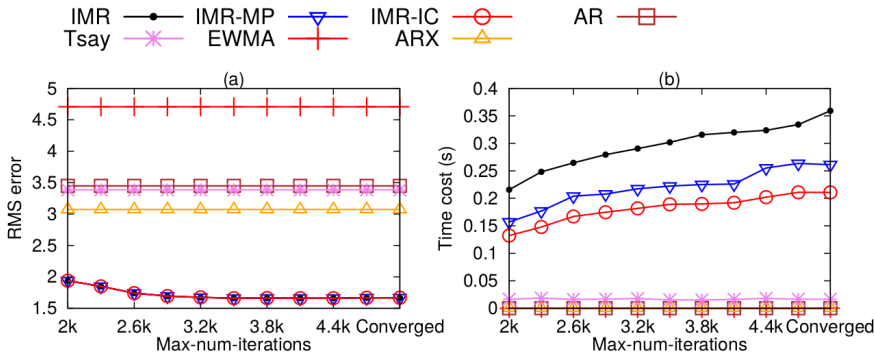 IMR IMR-MP IMR-IC AR
Tsay EWMA ARX
(a)
5
4.5
4
3.5
3
2.5
2
1.5
RMS error
2k 2.6k 3.2k 3.8k 4.4k Converged
Max-num-iterations
(b)
0.4
0.35
0.3
0.25
0.2
0.15
0.1
0.05
0
Time cost (s)
2k 2.6k 3.2k 3.8k 4.4k Converged
Max-num-iterations